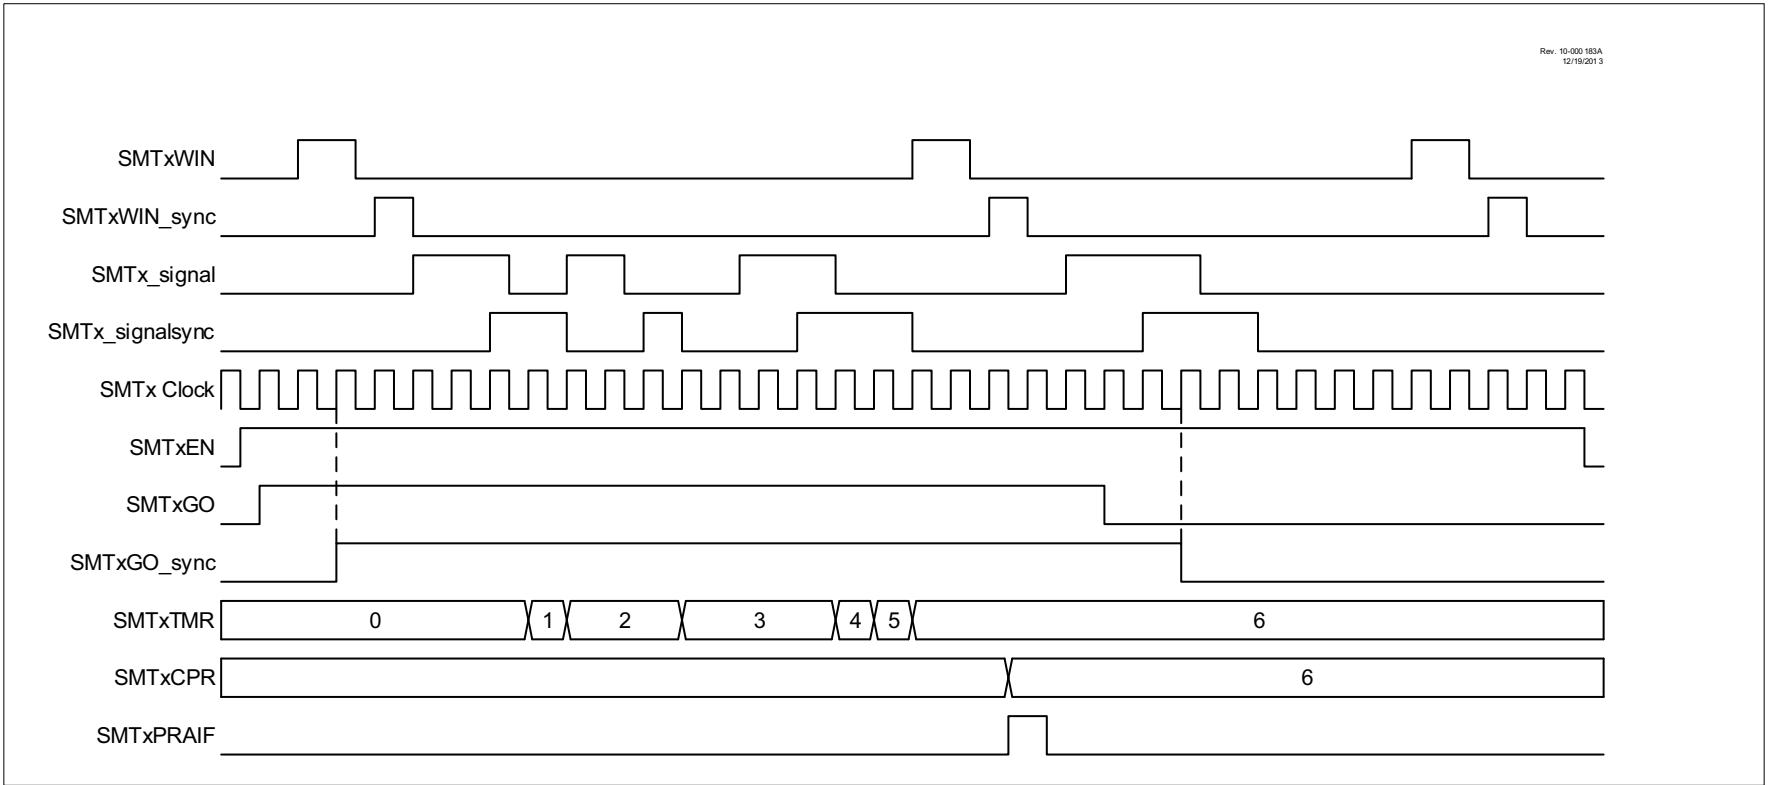 Rev. 10-000 183A
12/19/201 3
SMTxWIN
SMTxWIN_sync
SMTx_signal
SMTx_signalsync
SMTx Clock
SMTxEN
SMTxGO
SMTxGO_sync
SMTxTMR 0 1 2 3 4 5 6
SMTxCPR 6
SMTxPRAIF